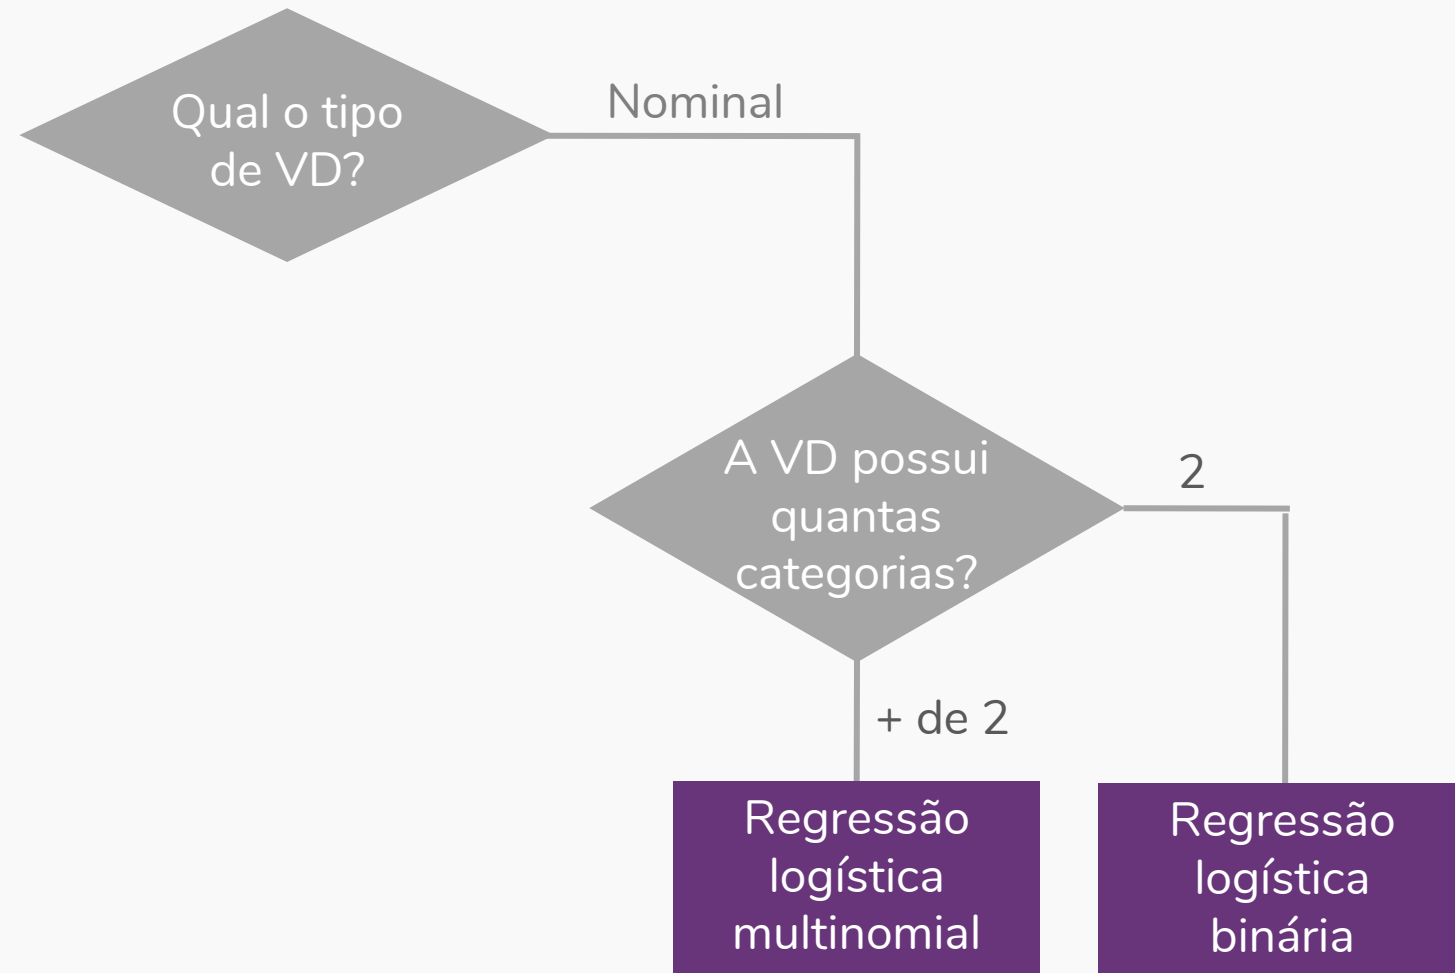 Qual o tipo
de VD?
Nominal
A VD possui
quantas
categorias?
2
+ de 2
Regressão
logística
multinomial
Regressão
logística
binária